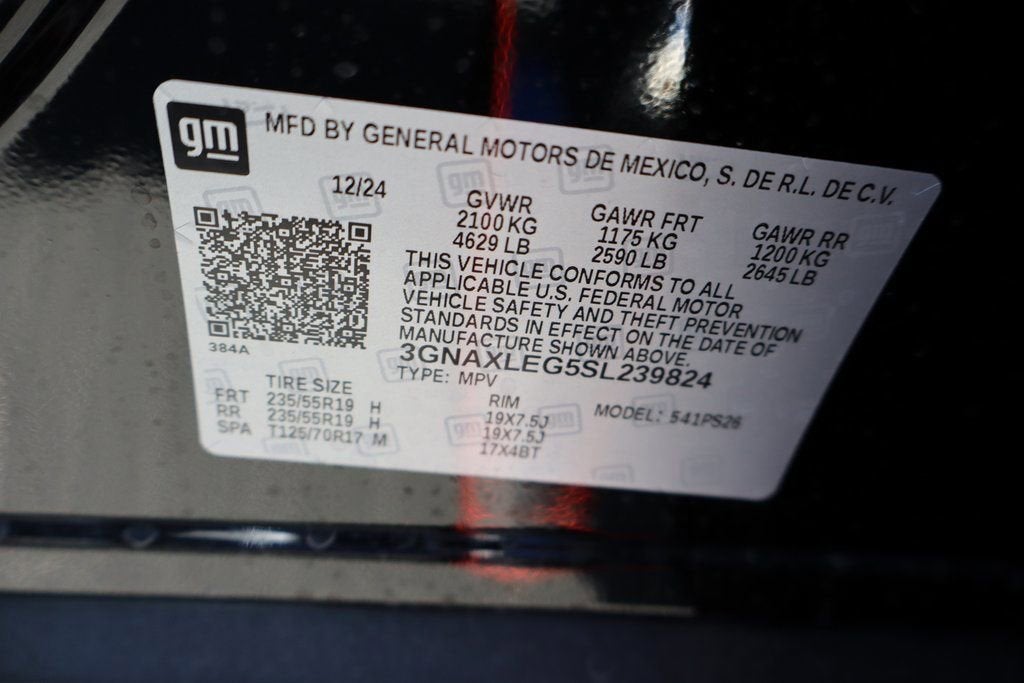 gm MFD BY GENERAL MOTORS DE MEXICO, S. DE R.L. DE C.V.
12/24
GVWR GAWR FRT GAWR RR
2100 KG 1175 KG 1200 KG
4629 LB 2590 LB 2645 LB
THIS VEHICLE CONFORMS TO ALL
APPLICABLE U.S. FEDERAL MOTOR
VEHICLE SAFETY AND THEFT PREVENTION
STANDARDS IN EFFECT ON THE DATE OF
MANUFACTURE SHOWN ABOVE.
384A
3GNAXLEG5SL239824
TYPE: MPV
TIRE SIZE RIM MODEL: 541PS26
FRT 235/55R19 H 19X7.5J
RR 235/55R19 H 19X7.5J
SPA T125/70R17 M 17X4BT